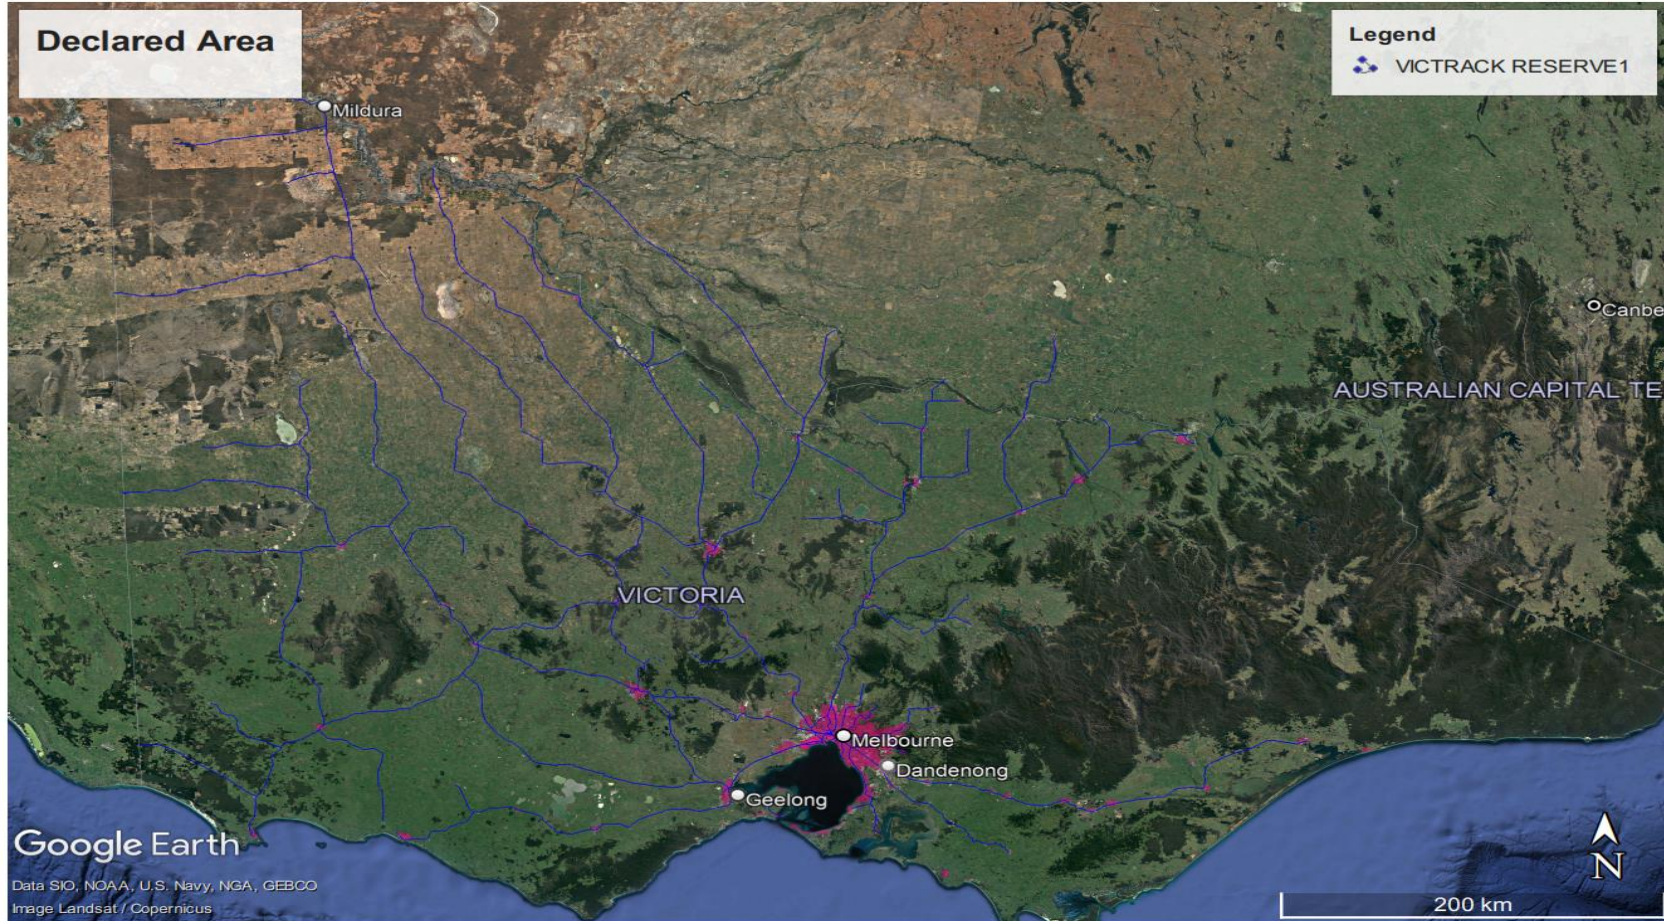 Declared Area
Legend
VICTRACK RESERVE1
Mildura
Canbe
AUSTRALIAN CAPITAL TE
VICTORIA
Melbourne
Dandenong
Geelong
Google Earth
Data SIO, NOAA, U.S. Navy, NGA, GEBCO
Image Landsat / Copernicus
N
200 km